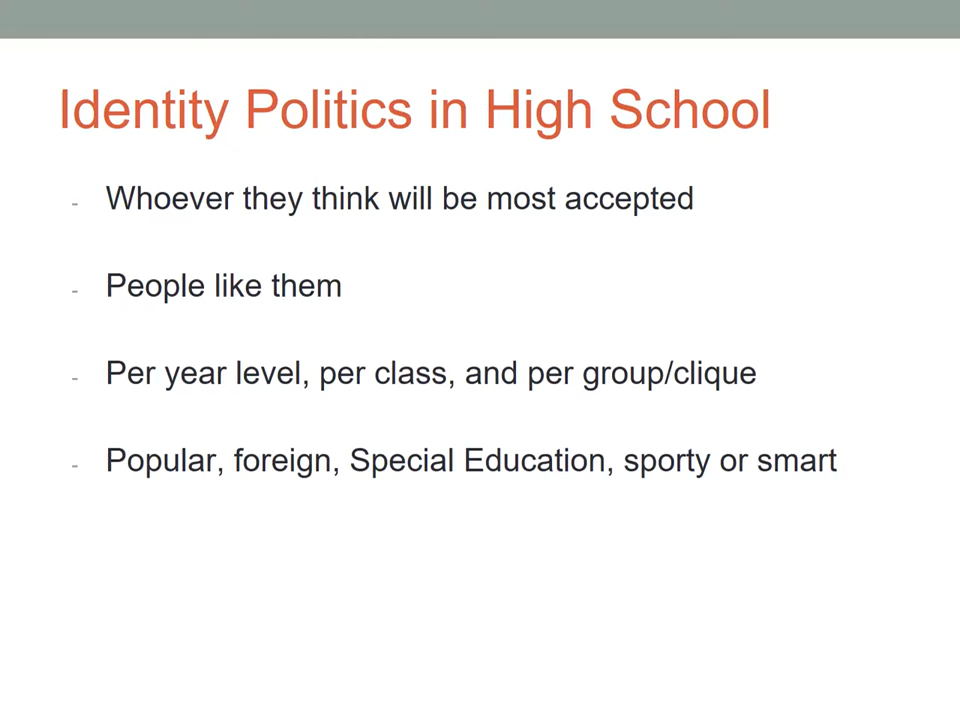 Identity Politics in High School
- Whoever they think will be most accepted
- People like them
- Per year level, per class, and per group/clique
- Popular, foreign, Special Education, sporty or smart